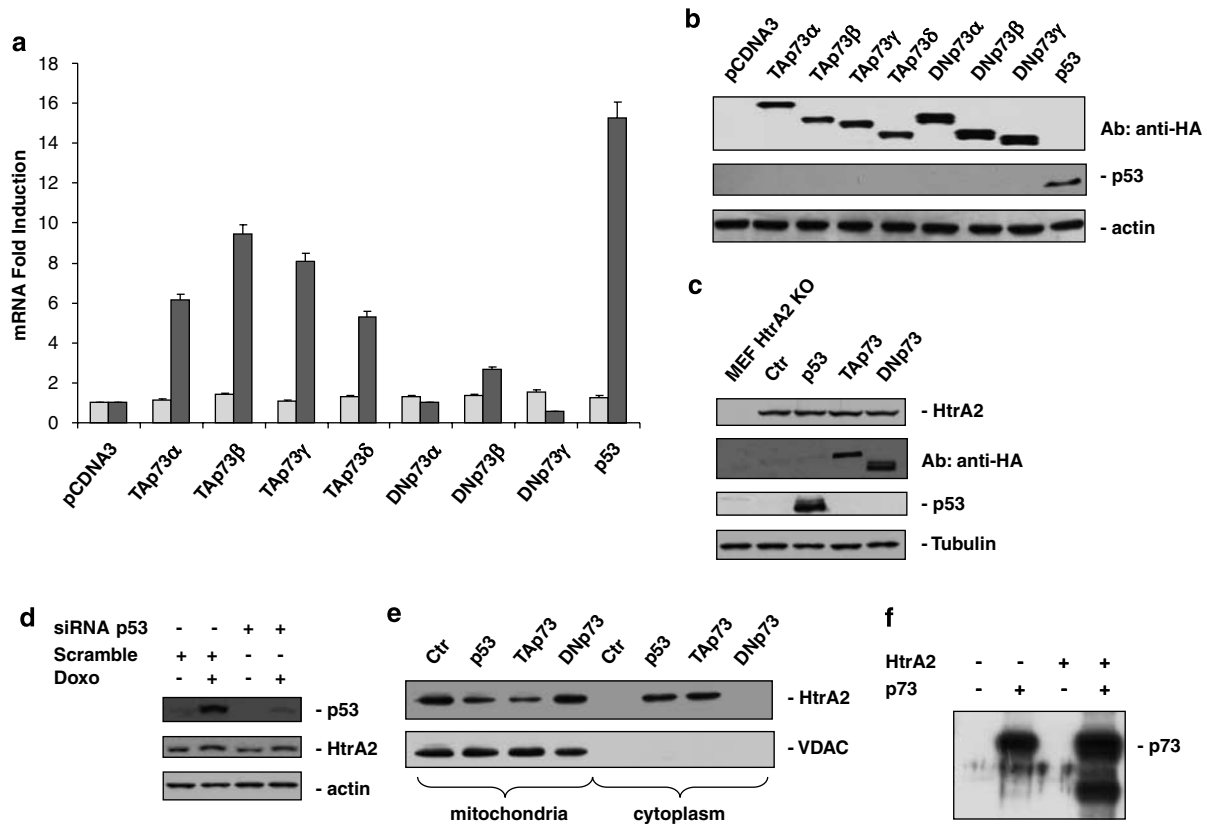 a
mRNA Fold Induction
18
16
14
12
10
8
6
4
2
0
pCDNA3
TAp73α
TAp73β
TAp73γ
TAp73δ
DNp73α
DNp73β
DNp73γ
p53
b
pCDNA3
TAp73α
TAp73β
TAp73γ
TAp73δ
DNp73α
DNp73β
DNp73γ
p53
Ab: anti-HA
- p53
- actin
c
MEF HtrA2 KO
Ctr
p53
TAp73
DNp73
- HtrA2
Ab: anti-HA
- p53
- Tubulin
d
siRNA p53 - - + +
Scramble + + - -
Doxo - + - +
- p53
- HtrA2
- actin
e
Ctr
p53
TAp73
DNp73
Ctr
p53
TAp73
DNp73
- HtrA2
- VDAC
mitochondria
cytoplasm
f
HtrA2 - - + +
p73 - + - +
- p73